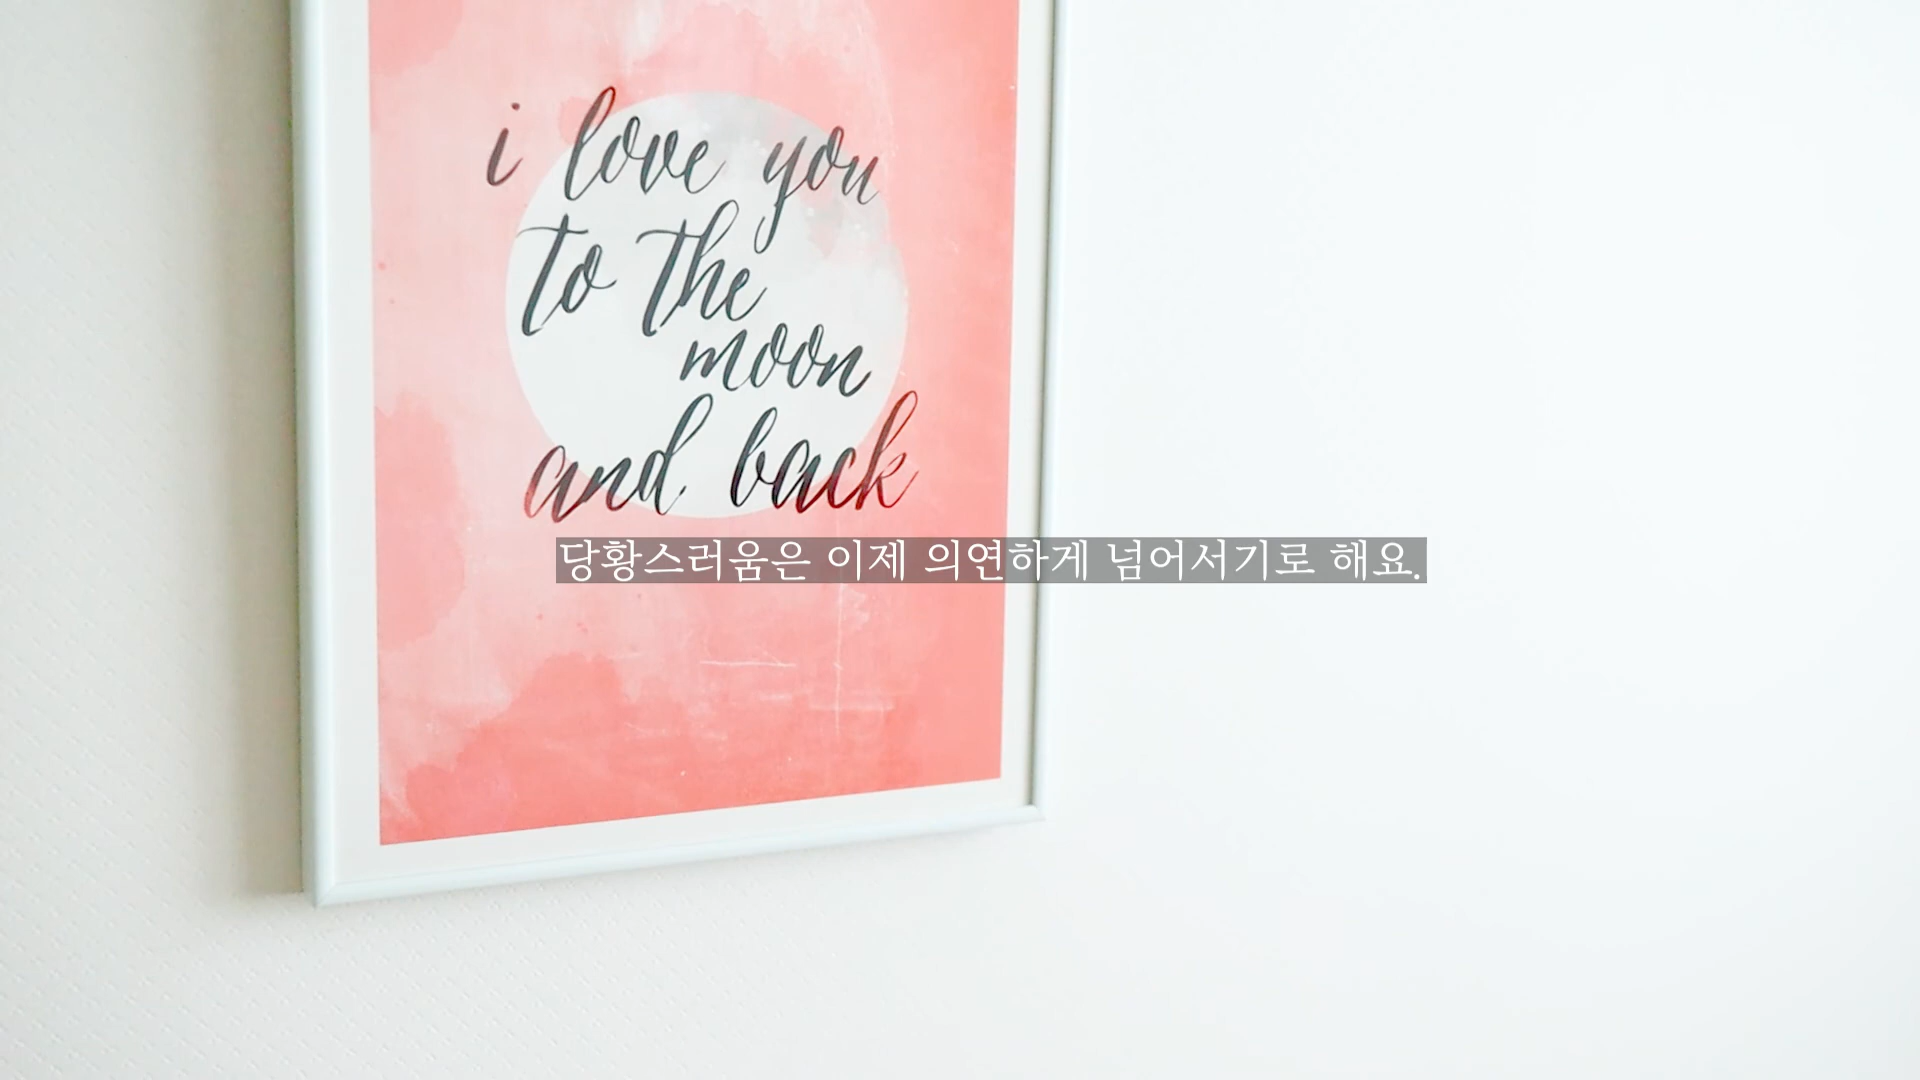 i love you
to the
moon
and back
당황스러움은 이제 의연하게 넘어서기로 해요.